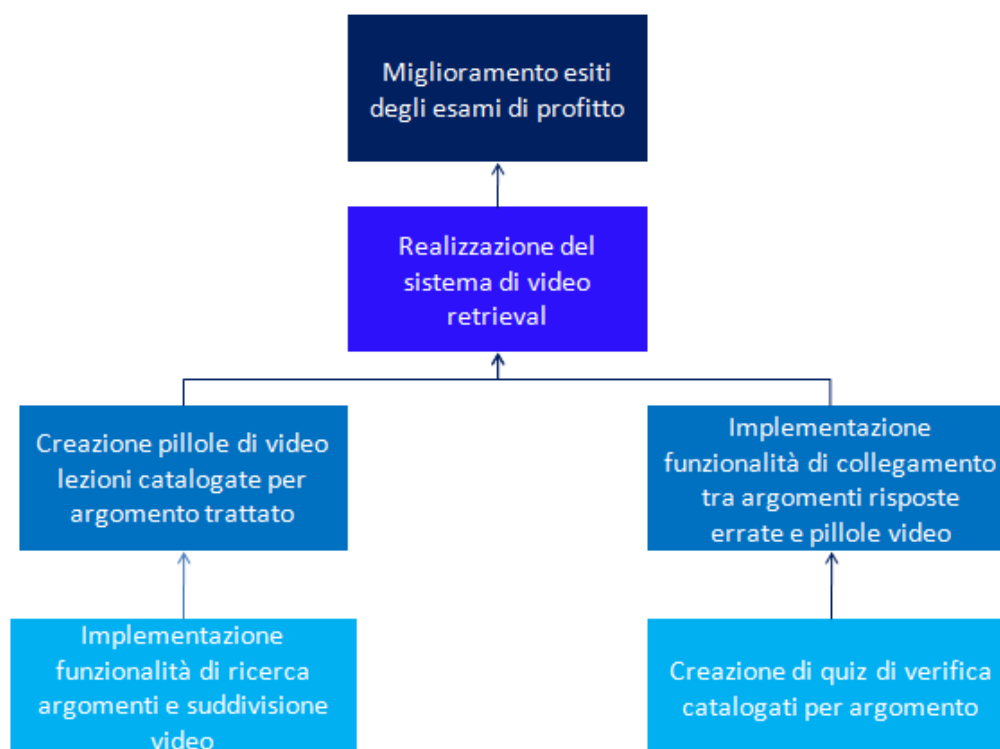 Miglioramento esiti
degli esami di profitto
Realizzazione del
sistema di video
retrieval
Creazione pillole di video
lezioni catalogate per
argomento trattato
Implementazione
funzionalità di collegamento
tra argomenti risposte
errate e pillole video
Implementazione
funzionalità di ricerca
argomenti e suddivisione
video
Creazione di quiz di verifica
catalogati per argomento